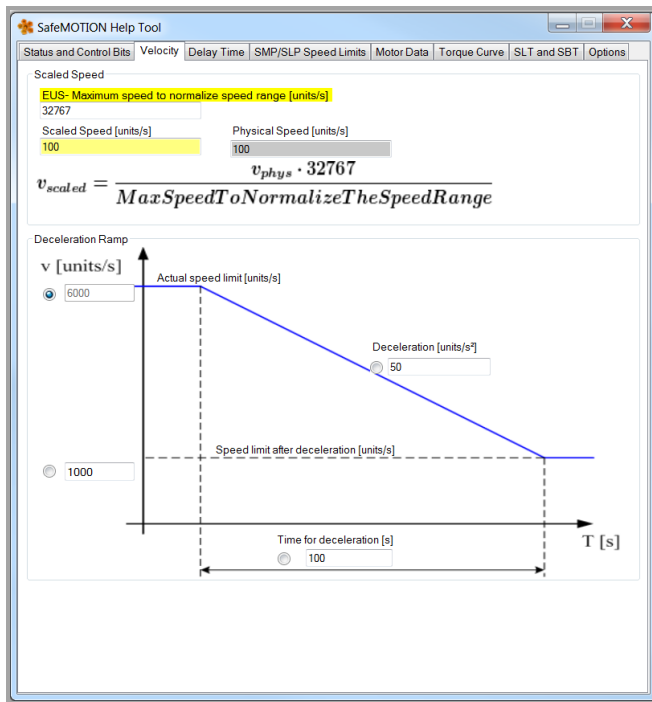 SafeMOTION Help Tool
Status and Control Bits Velocity Delay Time SMP/SLP Speed Limits Motor Data Torque Curve SLT and SBT Options
Scaled Speed
EUS- Maximum speed to normalize speed range [units/s]
32767
Scaled Speed [units/s] Physical Speed [units/s]
100 100
v_scaled = v_phys · 32767 / MaxSpeedToNormalizeTheSpeedRange
Deceleration Ramp
v [units/s]
Actual speed limit [units/s]
6000
Deceleration [units/s²]
50
Speed limit after deceleration [units/s]
1000
Time for deceleration [s]
T [s]
100